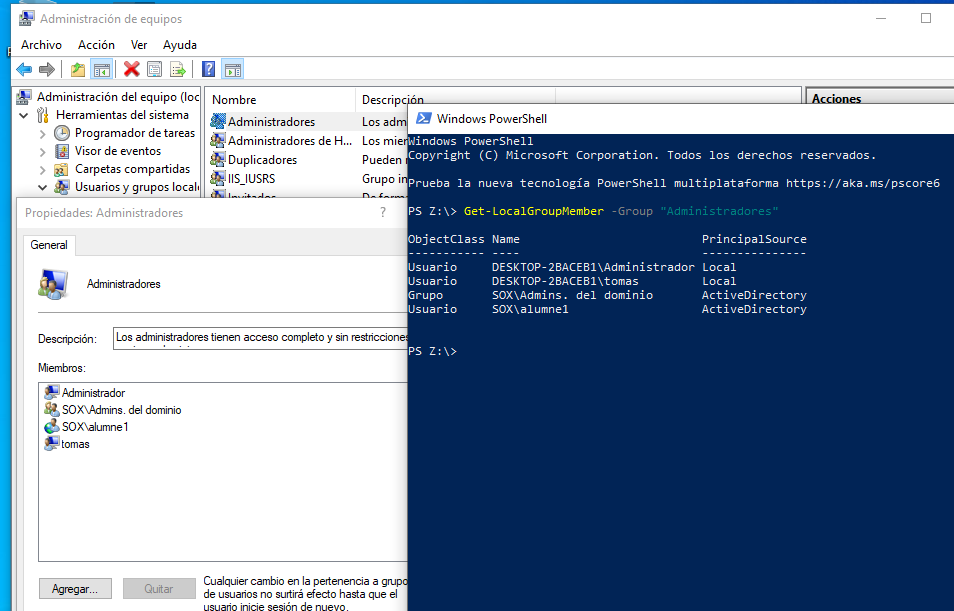 Administración de equipos
Archivo Acción Ver Ayuda
Administración del equipo (loc
Herramientas del sistema
Programador de tareas
Visor de eventos
Carpetas compartidas
Usuarios y grupos local
Nombre Descripción
Administradores Los adm
Administradores de H... Los mier
Duplicadores Pueden
IIS_IUSRS Grupo in
Invitados De form
Acciones
Propiedades: Administradores ?
General
Administradores
Descripción: Los administradores tienen acceso completo y sin restricciones
Miembros:
Administrador
SOX\Admins. del dominio
SOX\alumne1
tomas
Agregar... Quitar
Cualquier cambio en la pertenencia a grupo
de usuarios no surtirá efecto hasta que el
usuario inicie sesión de nuevo.
Windows PowerShell
Windows PowerShell
Copyright (C) Microsoft Corporation. Todos los derechos reservados.
Prueba la nueva tecnología PowerShell multiplataforma https://aka.ms/pscore6
PS Z:\> Get-LocalGroupMember -Group "Administradores"
ObjectClass Name PrincipalSource
----------- ---- ---------------
Usuario DESKTOP-2BACEB1\Administrador Local
Usuario DESKTOP-2BACEB1\tomas Local
Grupo SOX\Admins. del dominio ActiveDirectory
Usuario SOX\alumne1 ActiveDirectory
PS Z:\>